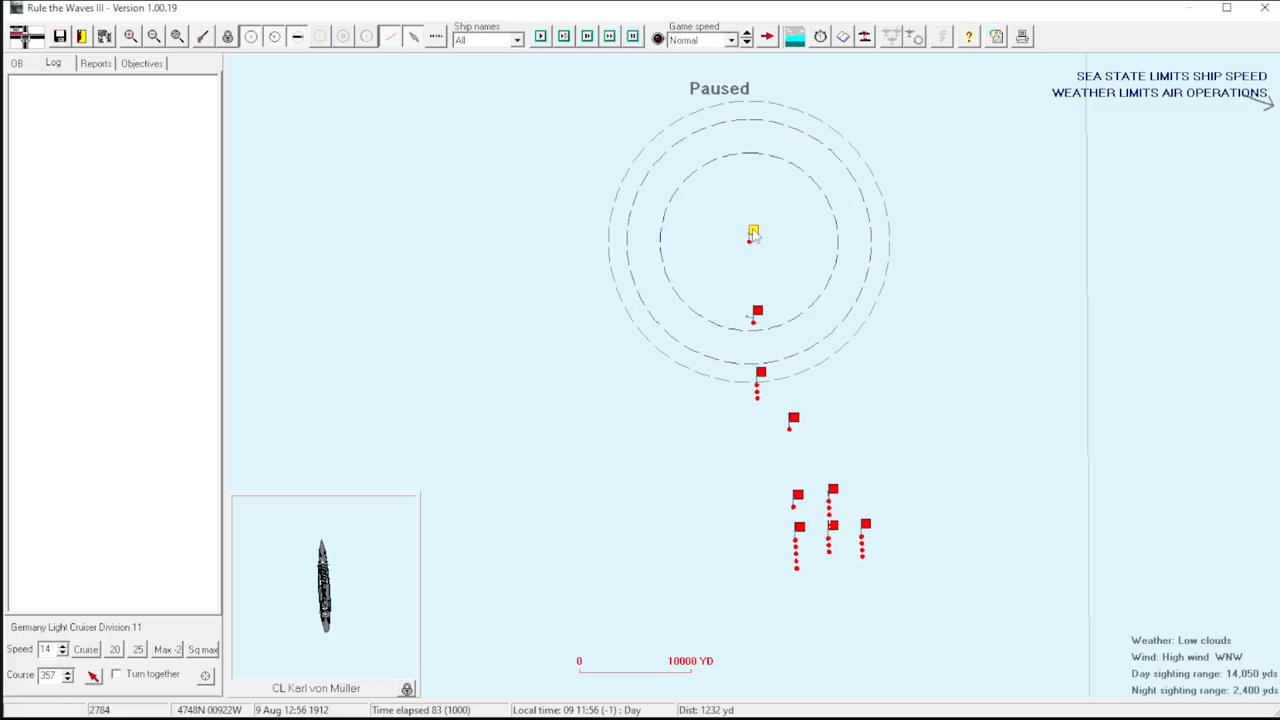 Rule the Waves III - Version 1.00.19
Ship names
All
Game speed
Normal
OB
Log
Reports
Objectives
Paused
SEA STATE LIMITS SHIP SPEED
WEATHER LIMITS AIR OPERATIONS
0
10000 YD
Germany Light Cruiser Division 11
Speed
14
Cruise
20
25
Max -2
Sq max
Course
357
Turn together
CL Karl von Müller
Weather: Low clouds
Wind: High wind WNW
Day sighting range: 14,050 yds
Night sighting range: 2,400 yds
2784
4748N 00922W
9 Aug 12:56 1912
Time elapsed 83 (1000)
Local time: 09 11:56 (-1) : Day
Dist: 1232 yd